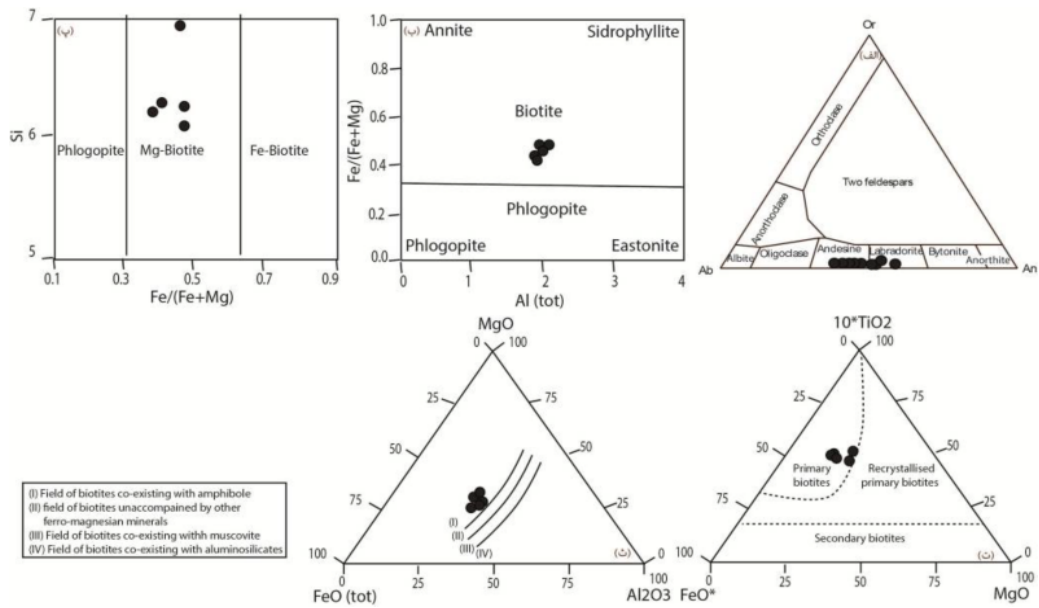 7
6
5
Si
(پ)
Phlogopite
Mg-Biotite
Fe-Biotite
0.1
0.3
0.5
0.7
0.9
Fe/(Fe+Mg)
1.0
0.8
0.6
0.4
0.2
0.0
Fe/(Fe+Mg)
(ب) Annite
Sidrophyllite
Biotite
Phlogopite
Phlogopite
Eastonite
0
1
2
3
4
Al (tot)
Or
(الف)
Orthodase
Two feldespars
Anorthoclase
Albite
Oligoclase
Andesine
Labradorite
Bytonite
Anorthite
Ab
An
MgO
0
100
25
75
50
50
75
25
(I)
(II)
(III)
(IV)
(ث)
100
0
0
25
50
75
100
FeO (tot)
Al2O3
(I) Field of biotites co-existing with amphibole
(II) field of biotites unaccompained by other
ferro-magnesian minerals
(III) Field of biotites co-existing withh muscovite
(IV) Field of biotites co-existing with aluminosilicates
10*TiO2
0
100
25
75
50
50
75
25
Primary
biotites
Recrystallised
primary biotites
Secondary biotites
(ت)
100
0
0
25
50
75
100
FeO*
MgO